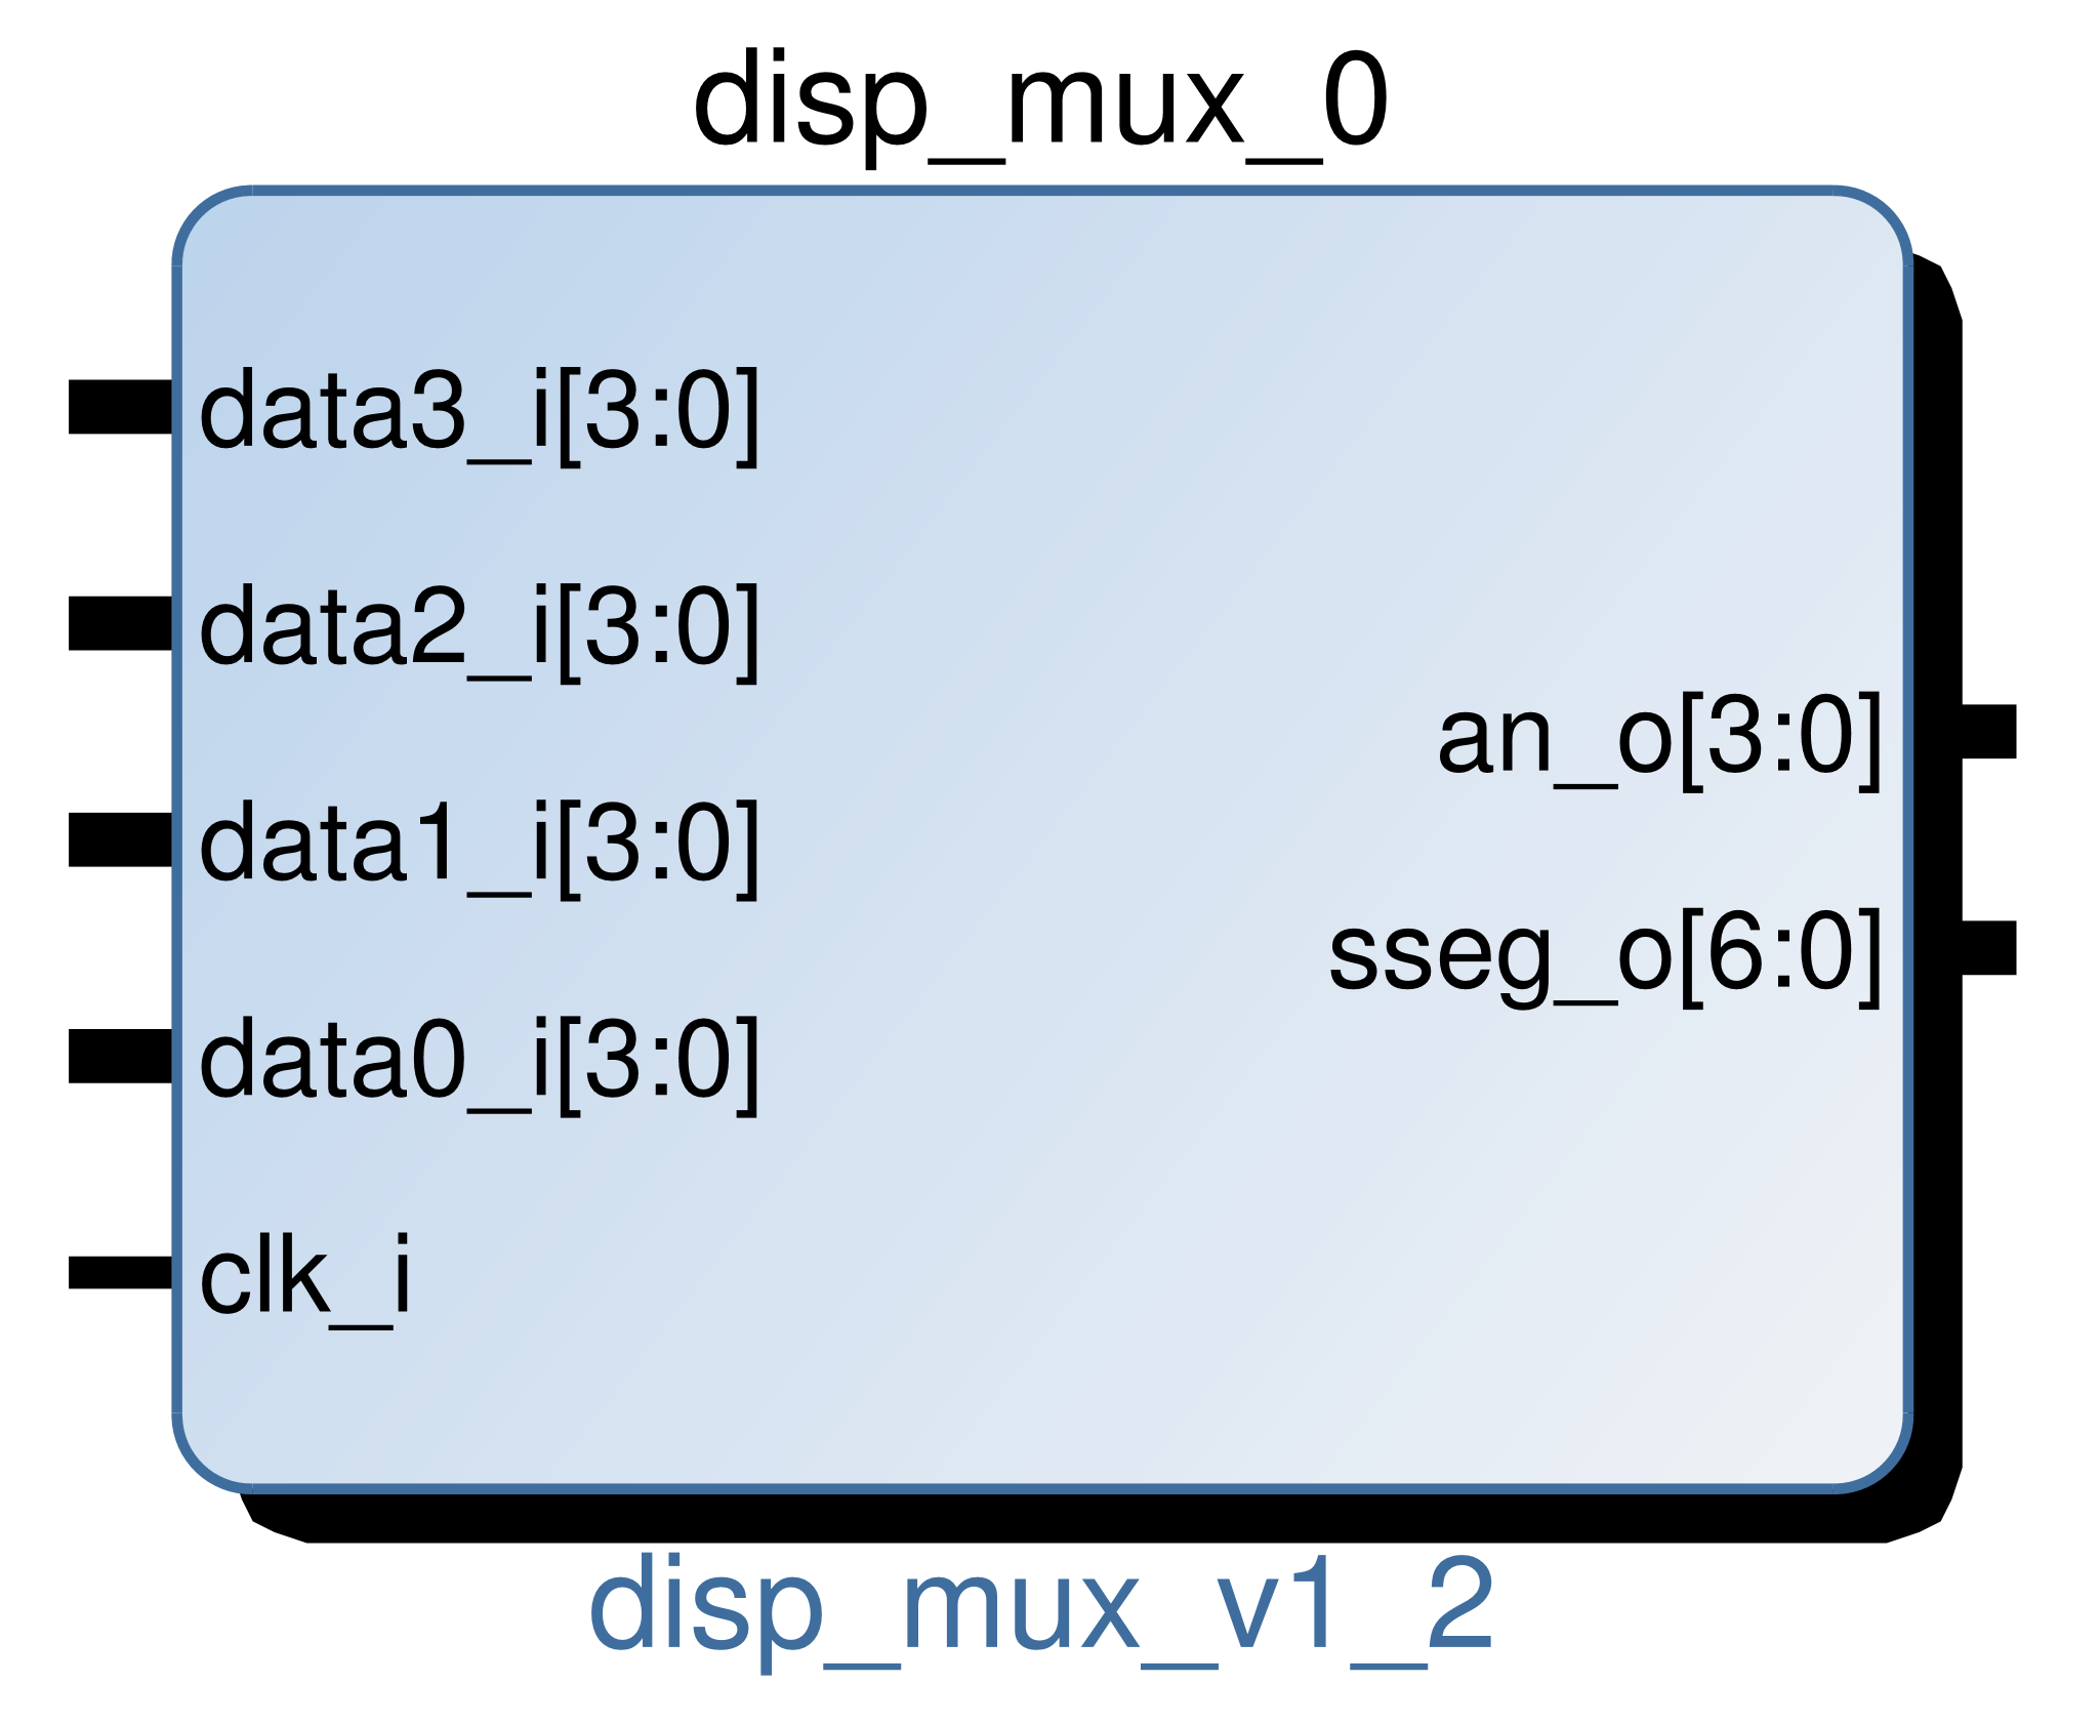 disp_mux_0
data3_i[3:0]
data2_i[3:0]
data1_i[3:0]
data0_i[3:0]
clk_i
an_o[3:0]
sseg_o[6:0]
disp_mux_v1_2